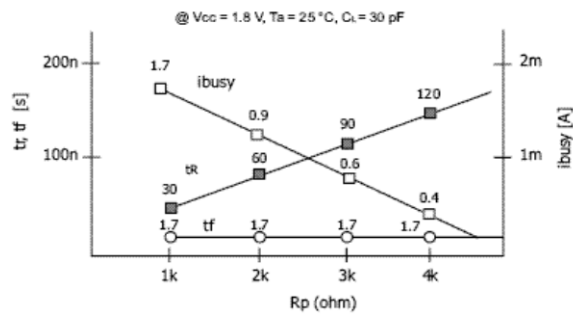 @ Vcc = 1.8 V, Ta = 25 °C, CL = 30 pF
200n
1.7
ibusy
2m
120
0.9
90
tr, tf [s]
ibusy [A]
100n
60
0.6
1m
tR
30
0.4
1.7
tf
1.7
1.7
1.7
1k
2k
3k
4k
Rp (ohm)